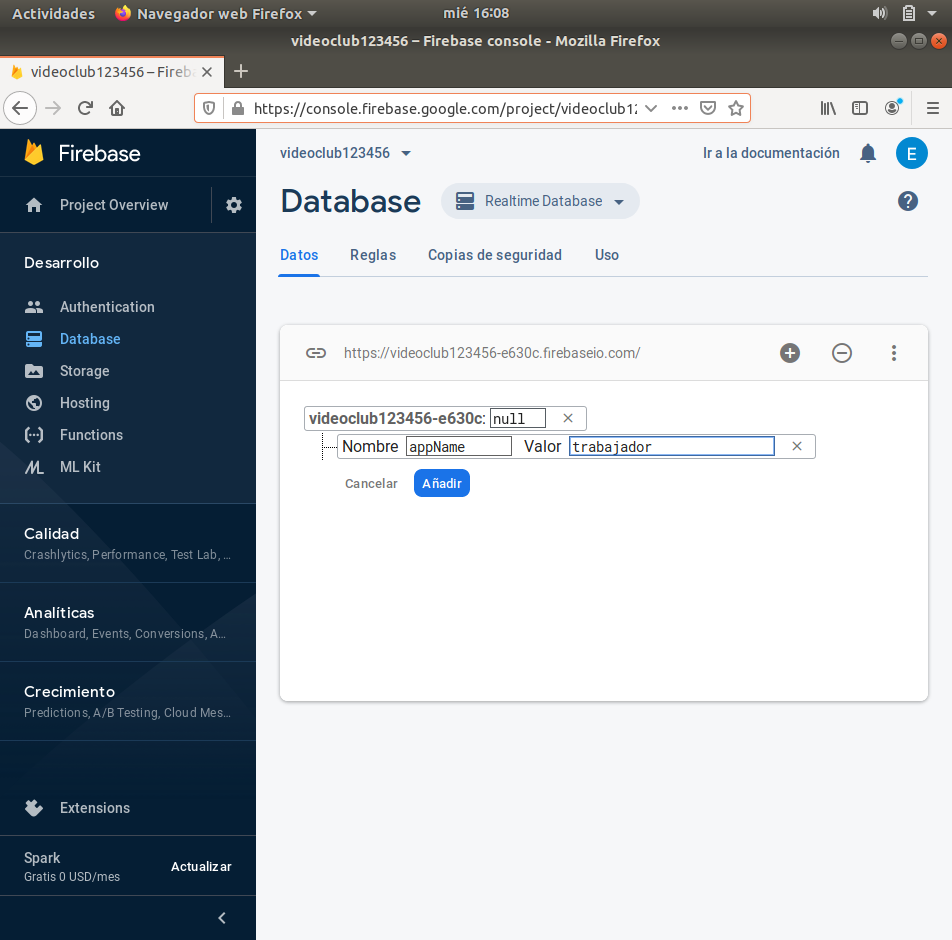 Actividades Navegador web Firefox mié 16:08
videoclub123456 – Firebase console - Mozilla Firefox
videoclub123456 – Fireb
https://console.firebase.google.com/project/videoclub12
Firebase
videoclub123456
Ir a la documentación
E
Project Overview
Database
Realtime Database
?
Datos Reglas Copias de seguridad Uso
Desarrollo
Authentication
Database
Storage
Hosting
Functions
ML Kit
Calidad
Crashlytics, Performance, Test Lab, ...
Analíticas
Dashboard, Events, Conversions, A...
Crecimiento
Predictions, A/B Testing, Cloud Mes...
Extensions
Spark
Gratis 0 USD/mes
Actualizar
https://videoclub123456-e630c.firebaseio.com/
videoclub123456-e630c: null
Nombre appName Valor trabajador
Cancelar Añadir